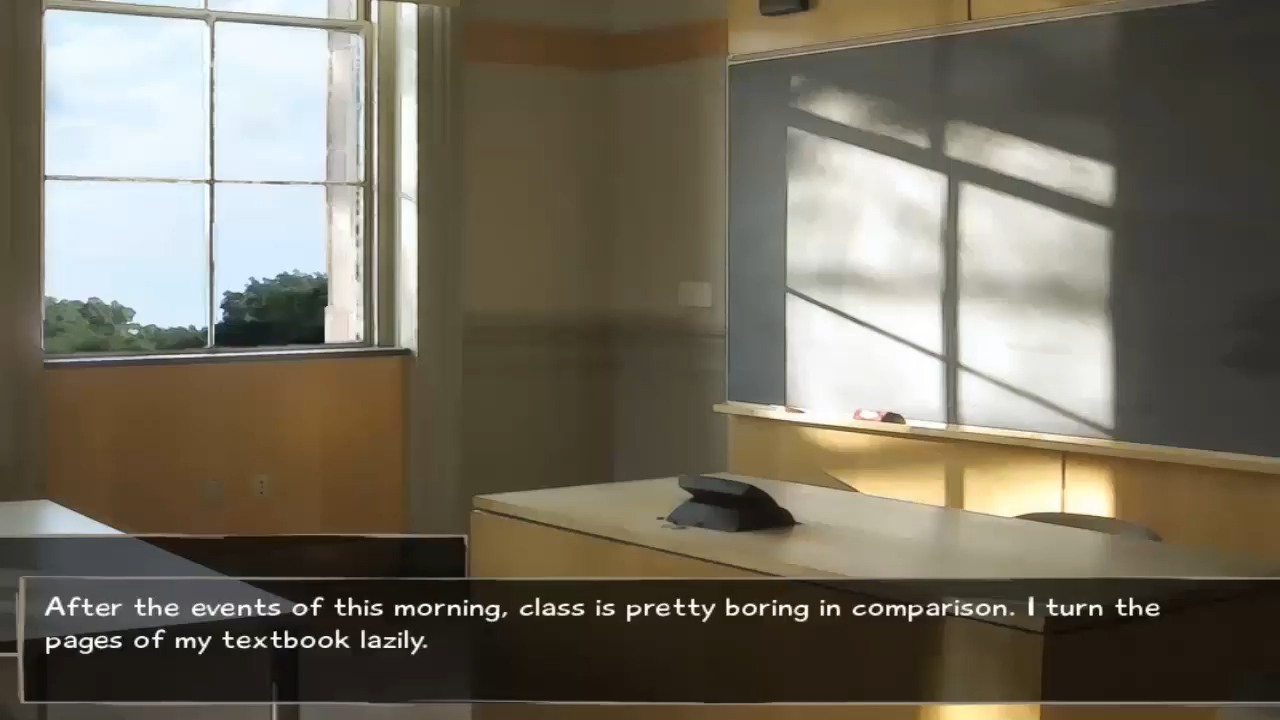 After the events of this morning, class is pretty boring in comparison. I turn the
pages of my textbook lazily.